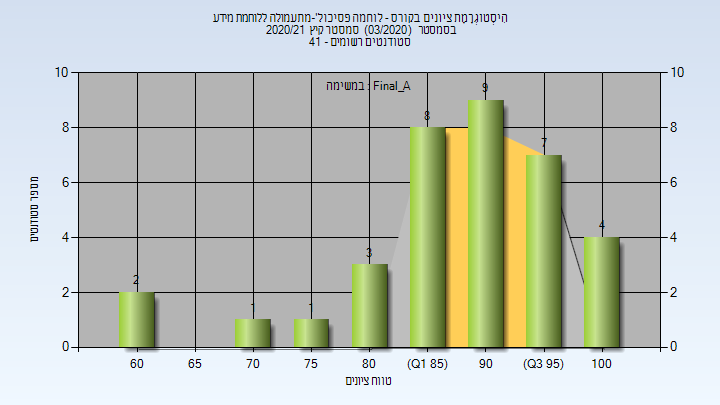 היסטוגרמת ציונים בקורס - לוחמה פסיכול'-מתעמולה ללוחמת מידע
בסמסטר (03/2020) סמסטר קיץ 2020/21
סטודנטים רשומים - 41
במשימה : Final_A
10 10
9
8 8 8
7
6 6
4 4 4
3
2 2 2
1 1
0 0
60 65 70 75 80 (Q1 85) 90 (Q3 95) 100
טווח ציונים
מספר סטודנטים